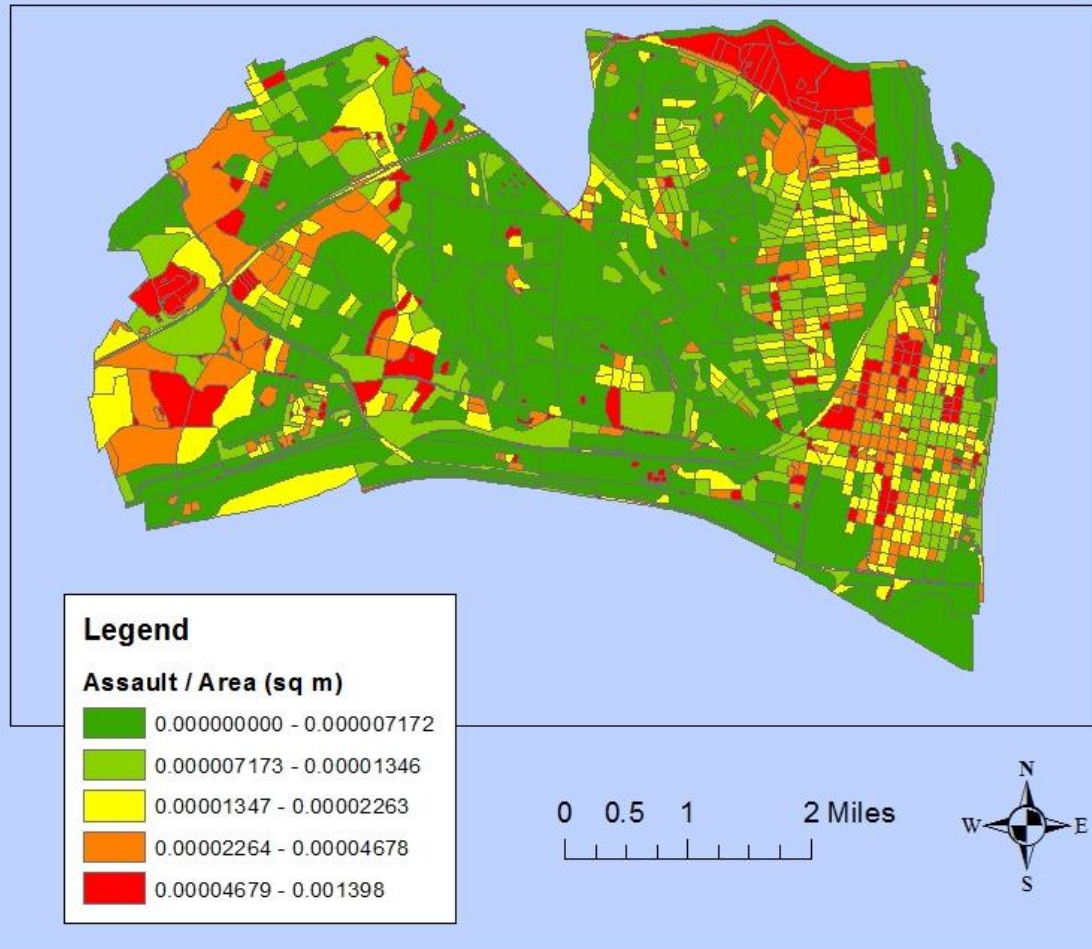 Legend
Assault / Area (sq m)
0.000000000 - 0.000007172
0.000007173 - 0.00001346
0.00001347 - 0.00002263
0.00002264 - 0.00004678
0.00004679 - 0.001398
0 0.5 1 2 Miles
N
W E
S